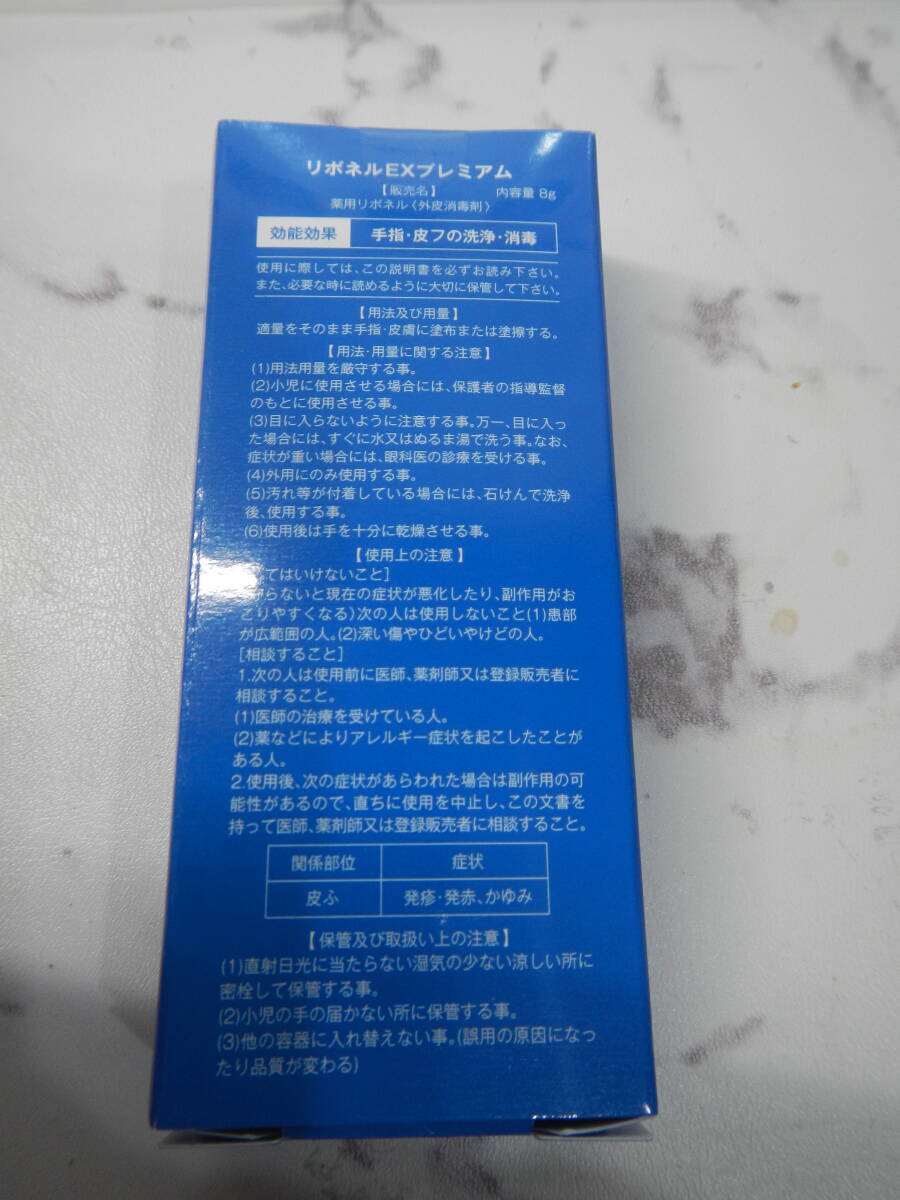 リボネルEXプレミアム
【販売名】 内容量 8g
薬用リボネル〈外皮消毒剤〉
効能効果 手指・皮フの洗浄・消毒
使用に際しては、この説明書を必ずお読み下さい。
また、必要な時に読めるように大切に保管して下さい。
【用法及び用量】
適量をそのまま手指・皮膚に塗布または塗擦する。
【用法・用量に関する注意】
(1)用法用量を厳守する事。
(2)小児に使用させる場合には、保護者の指導監督
のもとに使用させる事。
(3)目に入らないように注意する事。万一、目に入っ
た場合には、すぐに水又はぬるま湯で洗う事。なお、
症状が重い場合には、眼科医の診療を受ける事。
(4)外用にのみ使用する事。
(5)汚れ等が付着している場合には、石けんで洗浄
後、使用する事。
(6)使用後は手を十分に乾燥させる事。
【使用上の注意】
てはいけないこと]
らないと現在の症状が悪化したり、副作用がお
こりやすくなる)次の人は使用しないこと(1)患部
が広範囲の人。(2)深い傷やひどいやけどの人。
[相談すること]
1.次の人は使用前に医師、薬剤師又は登録販売者に
相談すること。
(1)医師の治療を受けている人。
(2)薬などによりアレルギー症状を起こしたことが
ある人。
2.使用後、次の症状があらわれた場合は副作用の可
能性があるので、直ちに使用を中止し、この文書を
持って医師、薬剤師又は登録販売者に相談すること。
関係部位 症状
皮ふ 発疹・発赤、かゆみ
【保管及び取扱い上の注意】
(1)直射日光に当たらない湿気の少ない涼しい所に
密栓して保管する事。
(2)小児の手の届かない所に保管する事。
(3)他の容器に入れ替えない事。(誤用の原因になっ
たり品質が変わる)